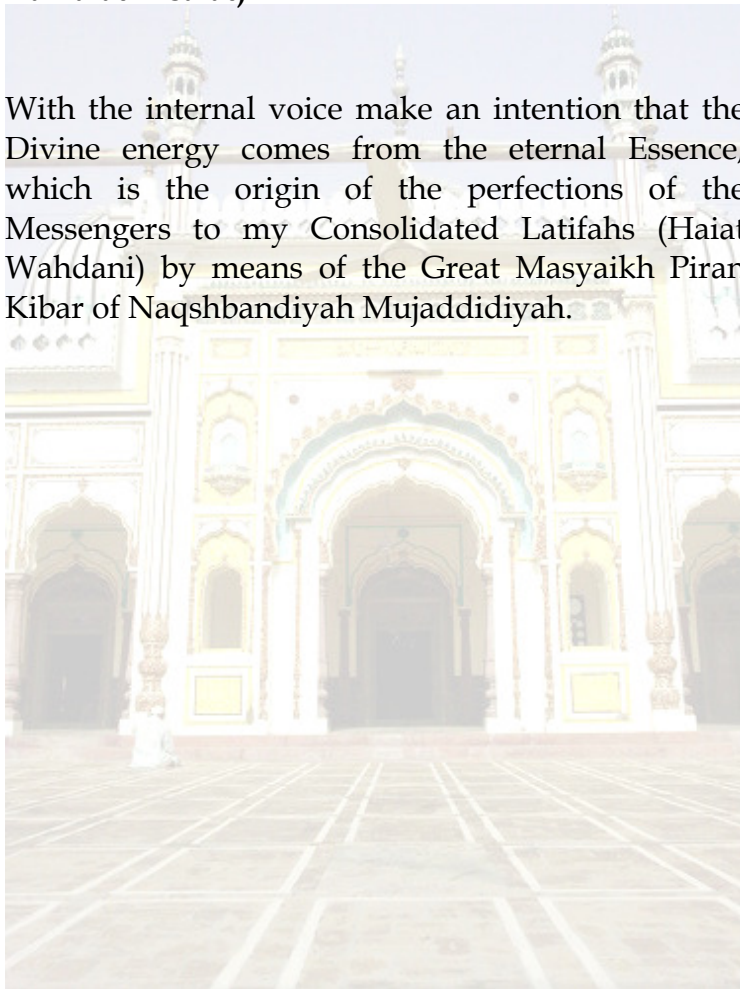 With the internal voice make an intention that the
Divine energy comes from the eternal Essence,
which is the origin of the perfections of the
Messengers to my Consolidated Latifahs (Haiat
Wahdani) by means of the Great Masyaikh Piran
Kibar of Naqshbandiyah Mujaddidiyah.